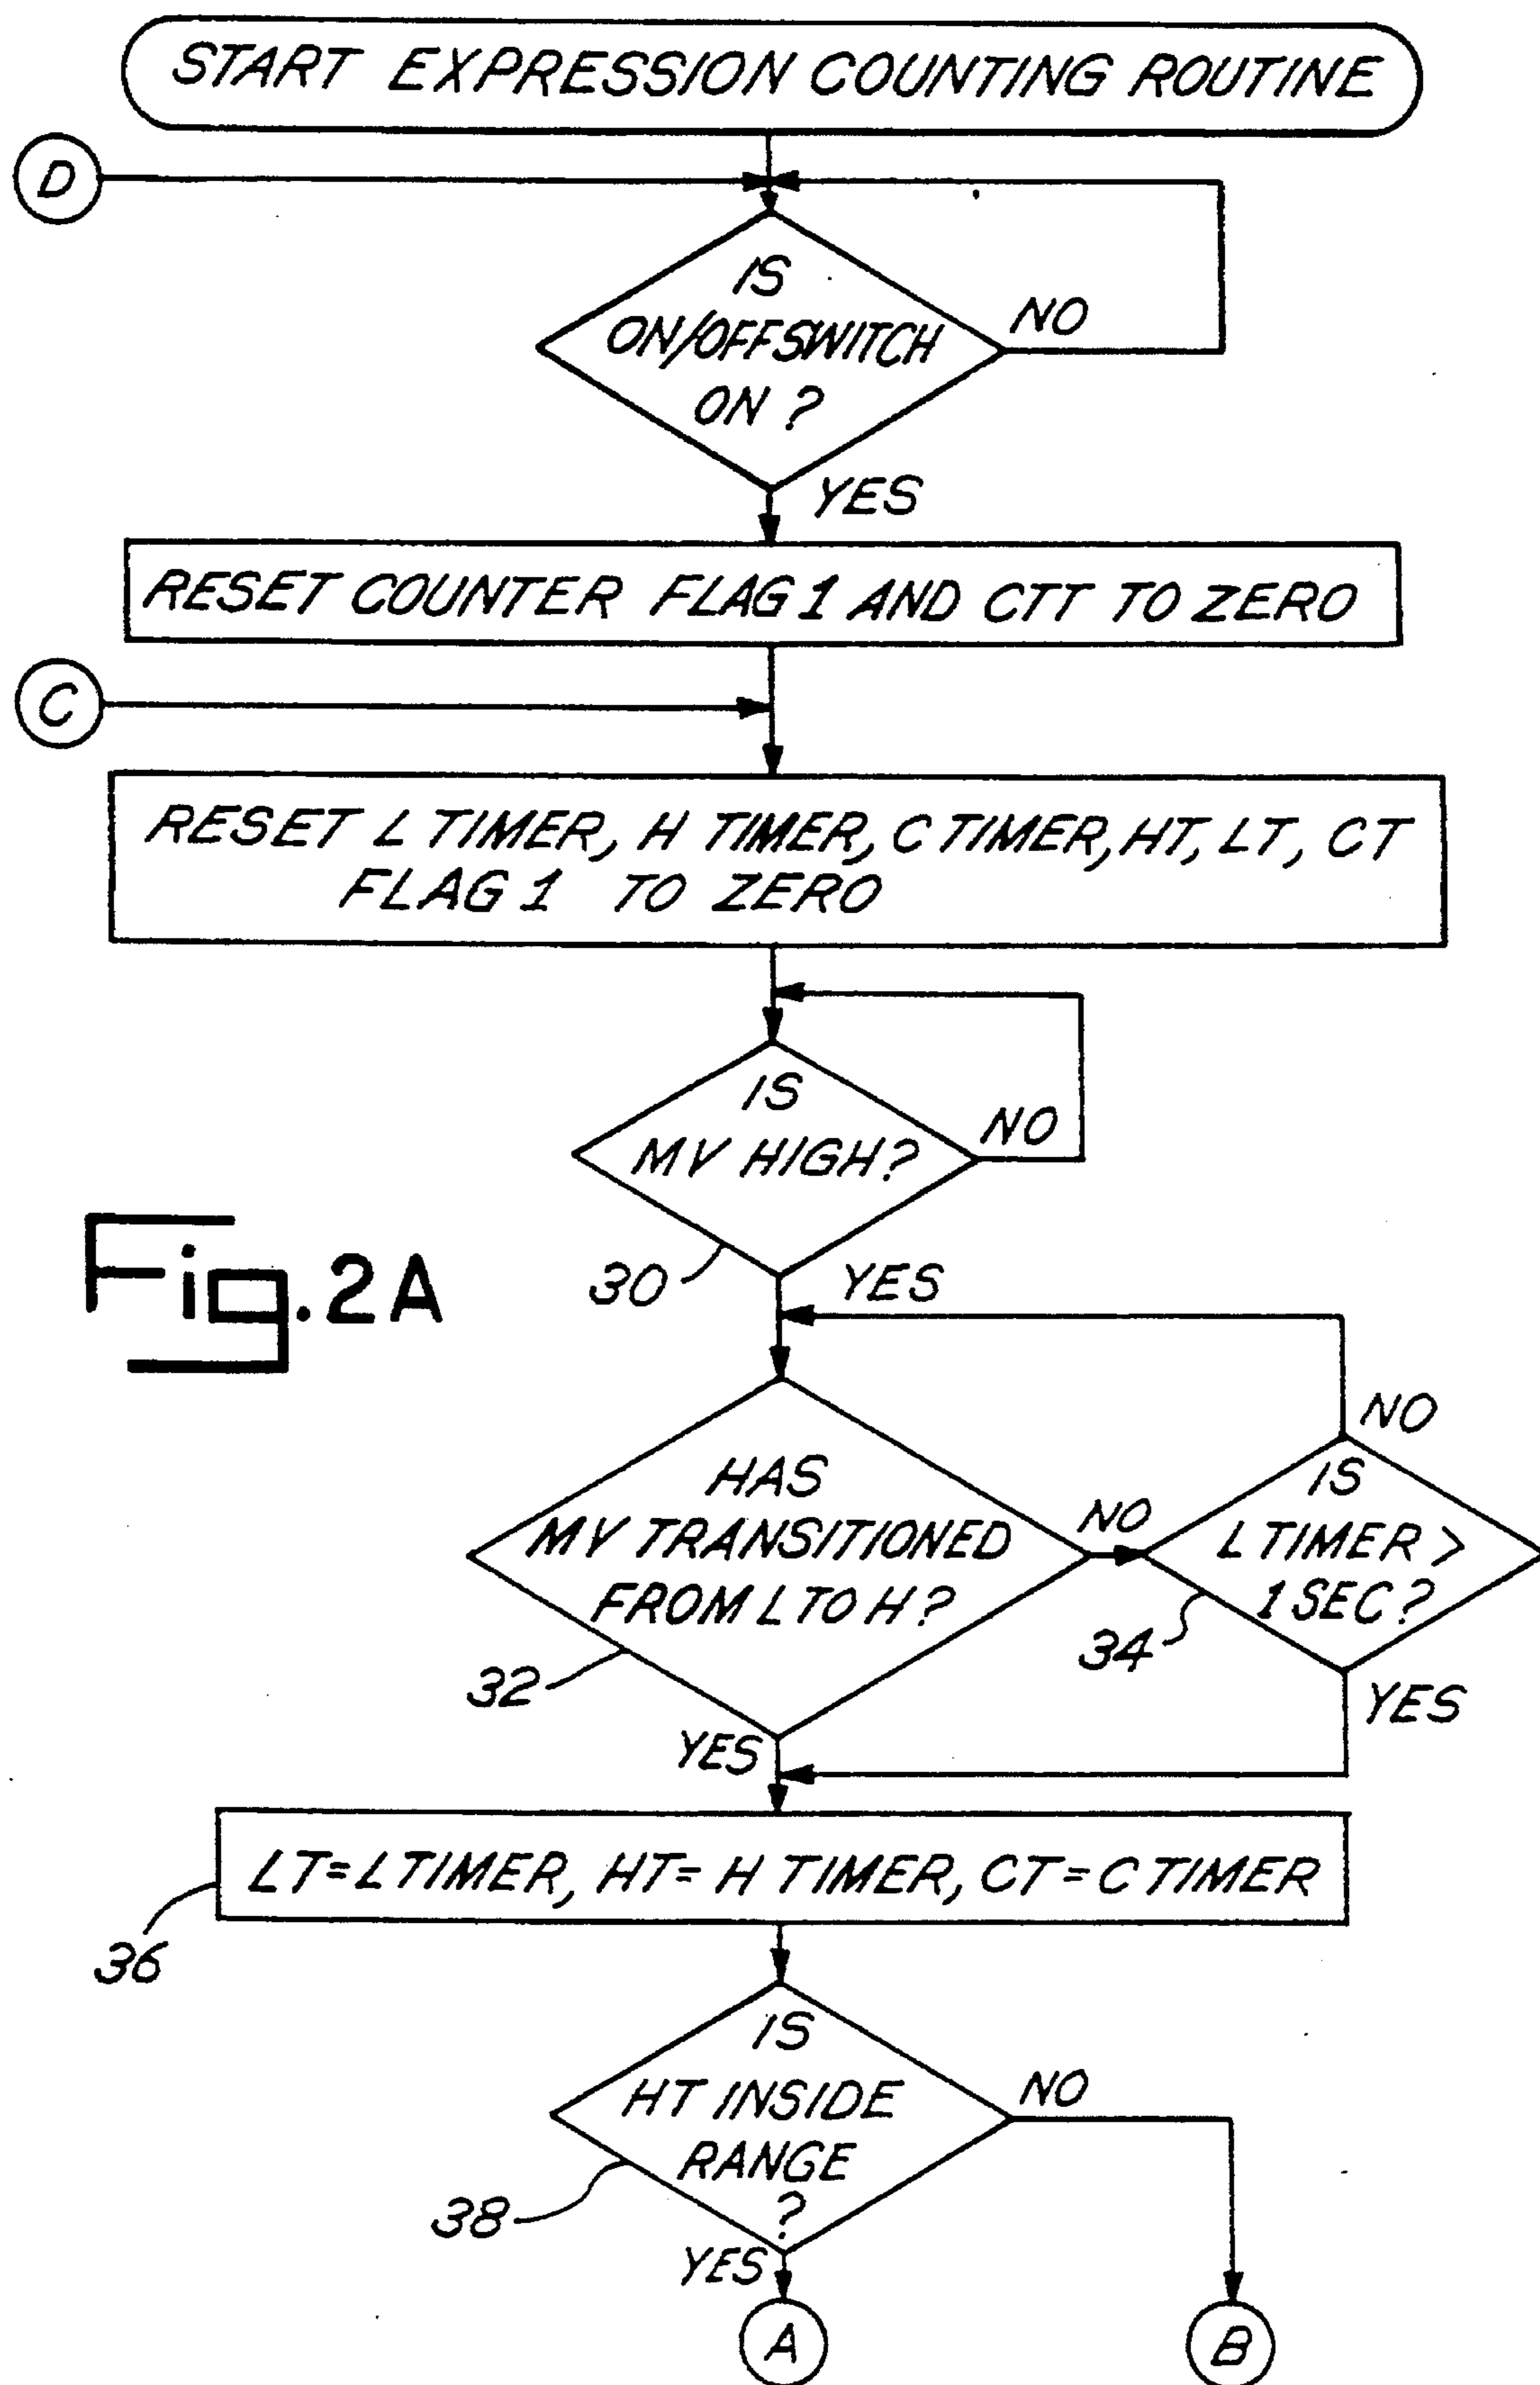 START EXPRESSION COUNTING ROUTINE
D
IS
ON/OFF SWITCH
ON ?
NO
YES
RESET COUNTER FLAG 1 AND CTT TO ZERO
C
RESET L TIMER, H TIMER, C TIMER, HT, LT, CT
FLAG 1 TO ZERO
IS
MV HIGH?
NO
30
YES
Fig. 2A
HAS
MV TRANSITIONED
FROM L TO H ?
NO
IS
L TIMER >
1 SEC ?
NO
34
32
YES
YES
LT = L TIMER, HT = H TIMER, CT = C TIMER
36
IS
HT INSIDE
RANGE
?
NO
38
YES
A
B